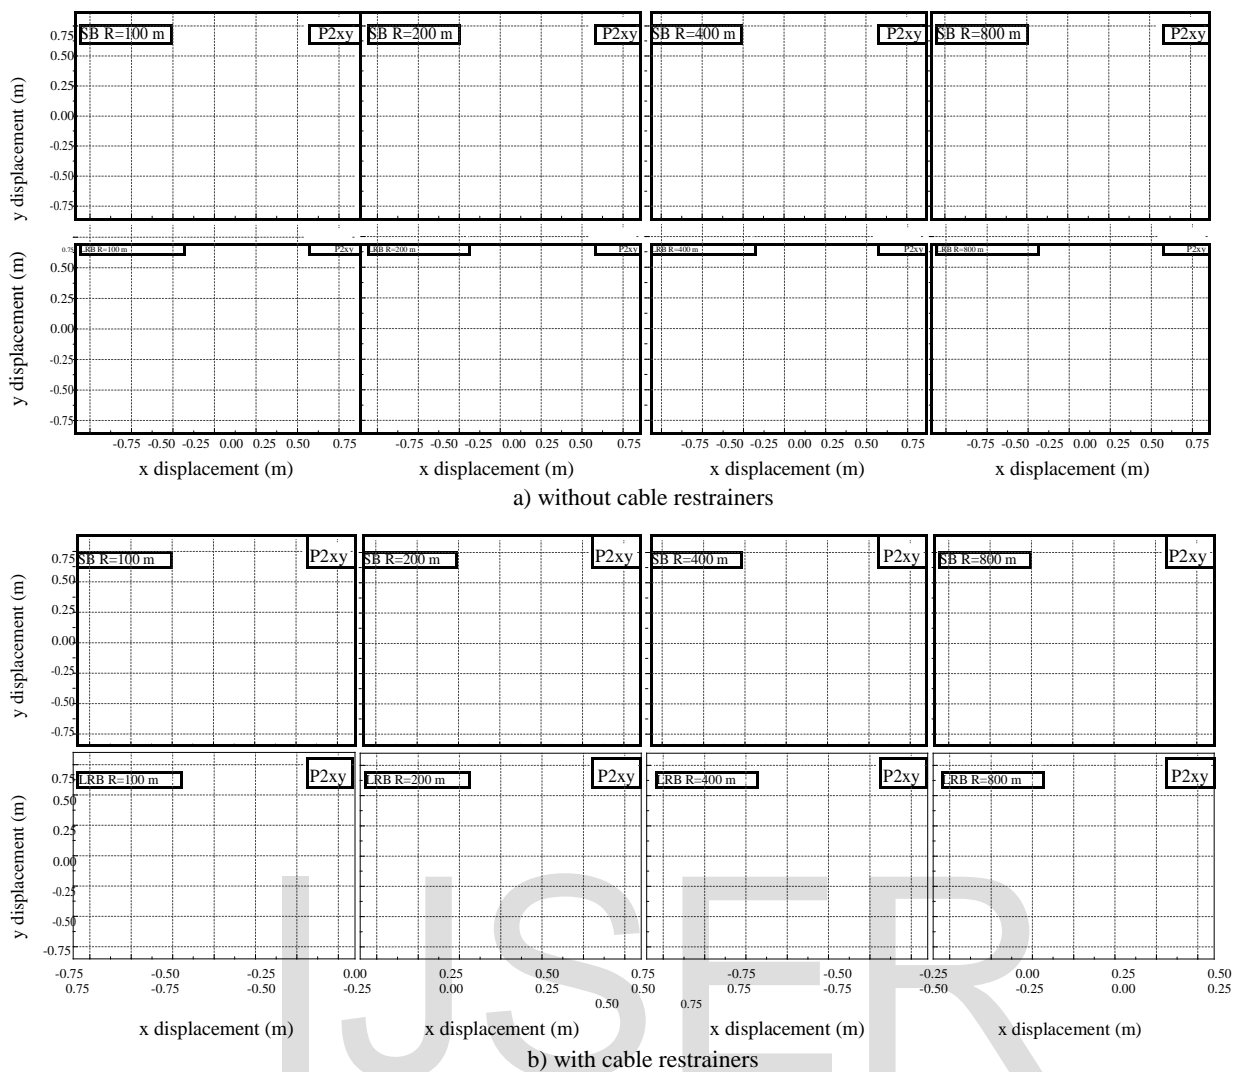 SB R=100 m P2xy SB R=200 m P2xy SB R=400 m P2xy SB R=800 m P2xy
0.75
0.50
0.25
0.00
-0.25
-0.50
-0.75
y displacement (m)
0.75 LRB R=100 m P2xy LRB R=200 m P2xy LRB R=400 m P2xy LRB R=800 m P2xy
0.50
0.25
0.00
-0.25
-0.50
-0.75
y displacement (m)
-0.75 -0.50 -0.25 0.00 0.25 0.50 0.75 -0.75 -0.50 -0.25 0.00 0.25 0.50 0.75 -0.75 -0.50 -0.25 0.00 0.25 0.50 0.75 -0.75 -0.50 -0.25 0.00 0.25 0.50 0.75
x displacement (m) x displacement (m) x displacement (m) x displacement (m)
a) without cable restrainers
SB R=100 m P2xy SB R=200 m P2xy SB R=400 m P2xy SB R=800 m P2xy
0.75
0.50
0.25
0.00
-0.25
-0.50
-0.75
y displacement (m)
LRB R=100 m P2xy LRB R=200 m P2xy LRB R=400 m P2xy LRB R=800 m P2xy
0.75
0.50
0.25
0.00
-0.25
-0.50
-0.75
y displacement (m)
-0.75 -0.50 -0.25 0.00 0.25 0.50 0.75 -0.75 -0.50 -0.25 0.00 0.25 0.50
0.75 -0.50 -0.25 0.00 0.25 0.75 -0.50 -0.50 0.00 0.25
0.50 0.75
x displacement (m) x displacement (m) x displacement (m) x displacement (m)
b) with cable restrainers
IJSER